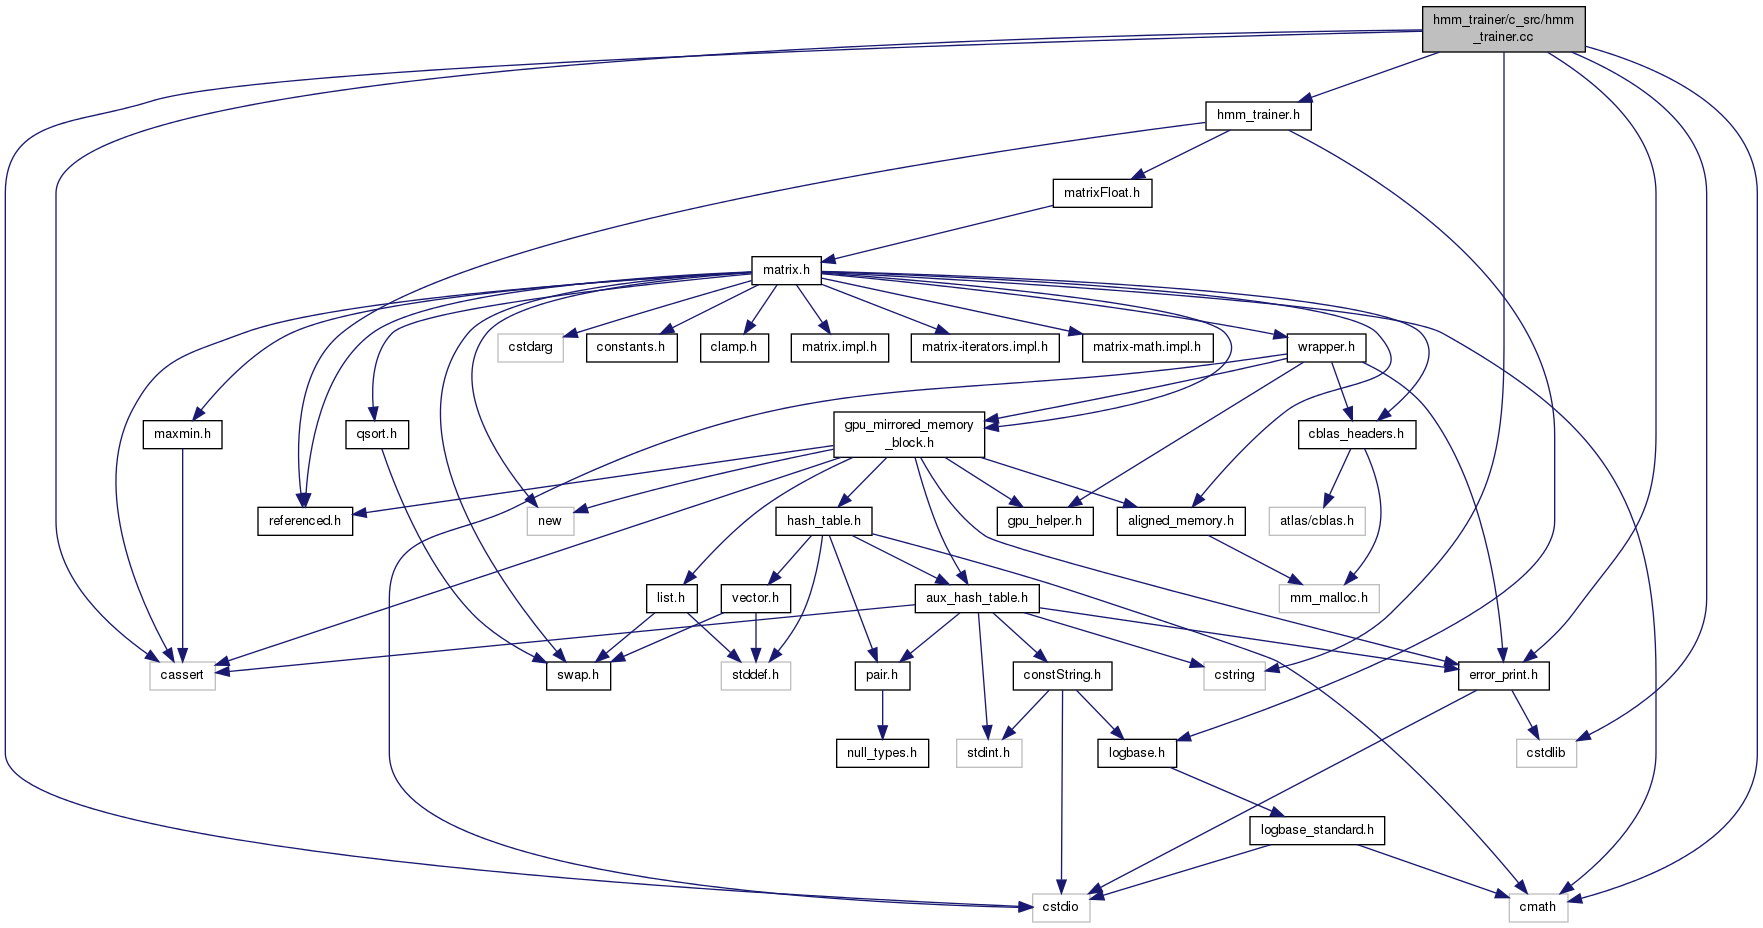 hmm_trainer/c_src/hmm
_trainer.cc
hmm_trainer.h
matrixFloat.h
matrix.h
cstdarg
constants.h
clamp.h
matrix.impl.h
matrix-iterators.impl.h
matrix-math.impl.h
wrapper.h
maxmin.h
qsort.h
gpu_mirrored_memory
_block.h
cblas_headers.h
referenced.h
new
hash_table.h
gpu_helper.h
aligned_memory.h
atlas/cblas.h
list.h
vector.h
aux_hash_table.h
mm_malloc.h
cassert
swap.h
stddef.h
pair.h
constString.h
cstring
error_print.h
null_types.h
stdint.h
logbase.h
cstdlib
logbase_standard.h
cstdio
cmath